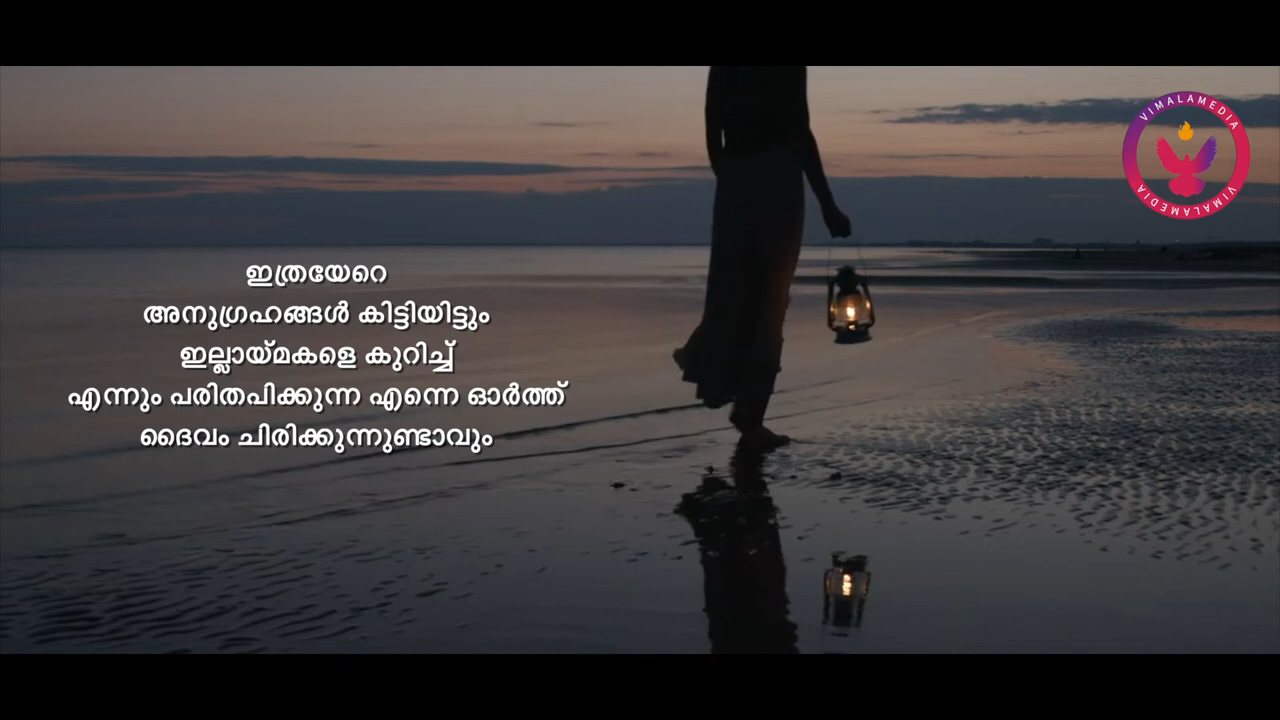 ഇത്രയേറെ
അനുഗ്രഹങ്ങൾ കിട്ടിയിട്ടും
ഇല്ലായ്മകളെ കുറിച്ച്
എന്നും പരിതപിക്കുന്ന എന്നെ ഓർത്ത്
ദൈവം ചിരിക്കുന്നുണ്ടാവും
VIMALAMEDIA
VIMALAMEDIA